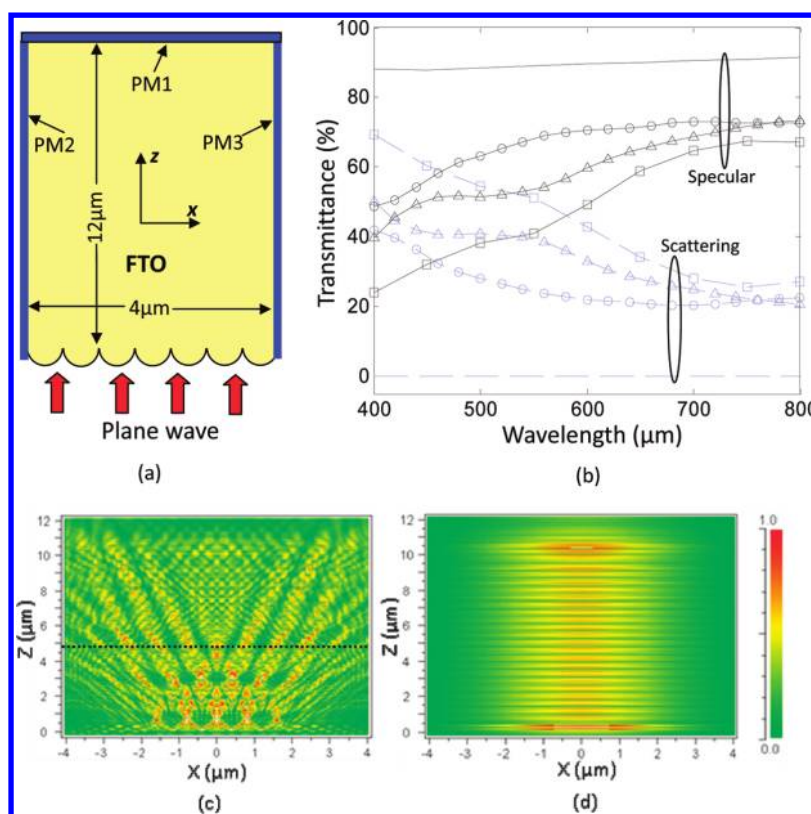 PM1
PM2
PM3
z
x
12μm
FTO
4μm
Plane wave
(a)
100
80
60
40
20
0
Transmittance (%)
Specular
Scattering
400
500
600
700
800
Wavelength (μm)
(b)
12
10
8
6
4
2
0
Z (μm)
-4
-3
-2
-1
0
1
2
3
4
X (μm)
(c)
12
10
8
6
4
2
0
Z (μm)
-4
-2
-1
0
1
2
4
X (μm)
(d)
1.0
0.0